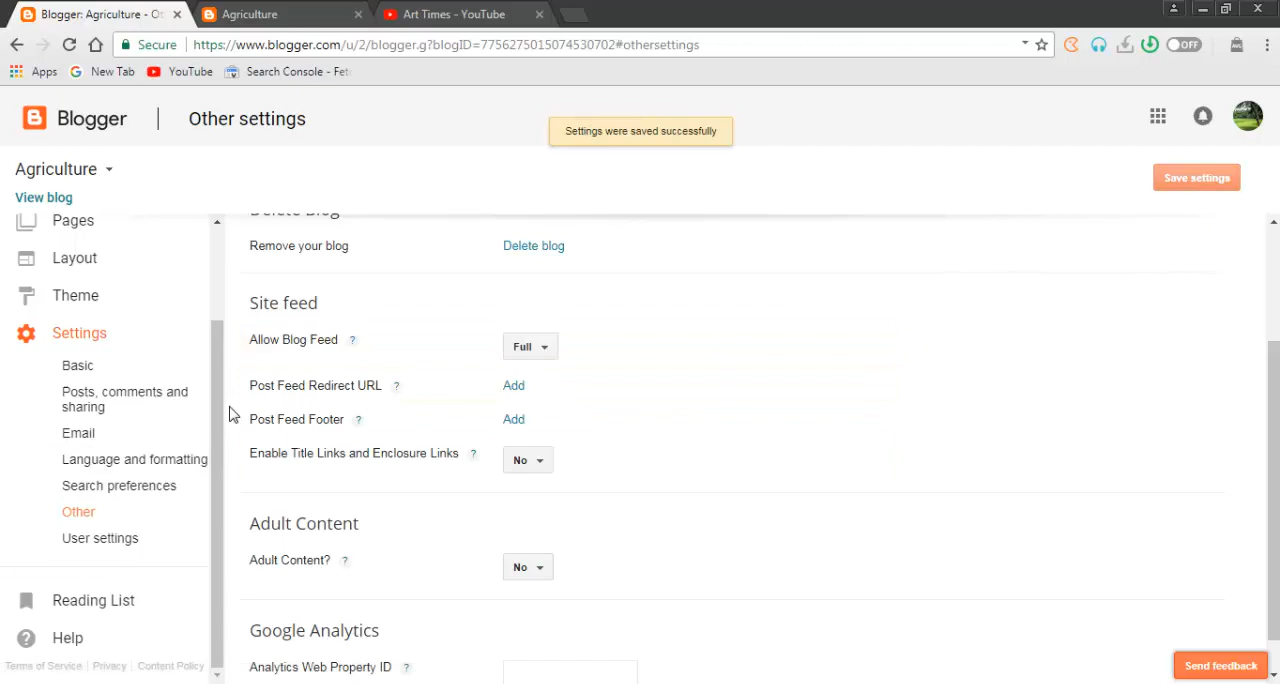 Blogger: Agriculture - Ot
Agriculture
Art Times - YouTube
Secure
https://www.blogger.com/u/2/blogger.g?blogID=7756275015074530702#othersettings
OFF
Apps
New Tab
YouTube
Search Console - Fet
Blogger
Other settings
Settings were saved successfully
Agriculture
View blog
Save settings
Pages
Layout
Theme
Settings
Basic
Posts, comments and
sharing
Email
Language and formatting
Search preferences
Other
User settings
Reading List
Help
Terms of Service | Privacy | Content Policy
Delete Blog
Remove your blog
Delete blog
Site feed
Allow Blog Feed ?
Full
Post Feed Redirect URL ?
Add
Post Feed Footer ?
Add
Enable Title Links and Enclosure Links ?
No
Adult Content
Adult Content? ?
No
Google Analytics
Analytics Web Property ID ?
Send feedback